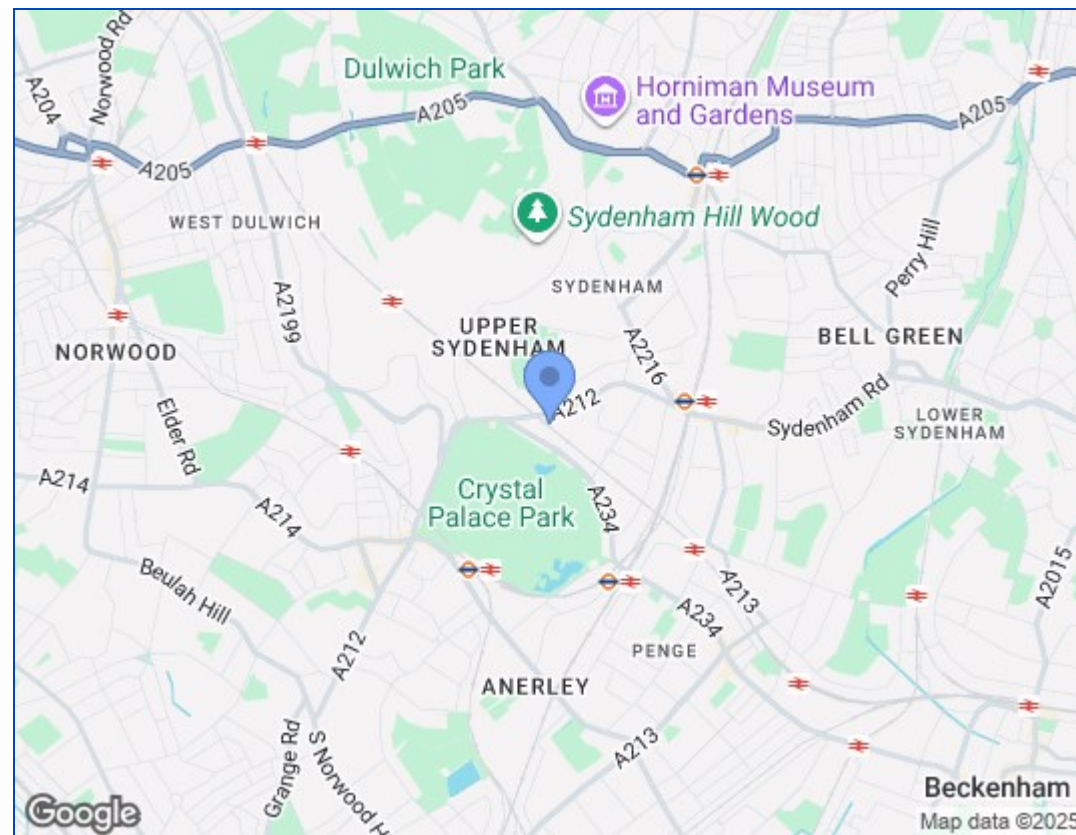 Norwood Rd
A204
Dulwich Park
A205
Horniman Museum
and Gardens
A205
A205
WEST DULWICH
Sydenham Hill Wood
Perry Hill
SYDENHAM
A2199
UPPER
SYDENHAM
NORWOOD
A2216
BELL GREEN
Elder Rd
A212
Sydenham Rd
LOWER
SYDENHAM
A214
Crystal
Palace Park
A234
A214
Beulah Hill
A213
A2015
A234
A212
PENGE
ANERLEY
Grange Rd
S Norwood H
A213
Beckenham
Google
Map data ©2025